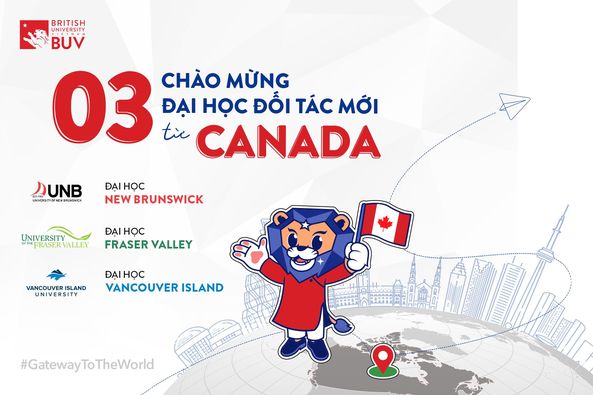 BRITISH
UNIVERSITY
VIETNAM
BUV
CHÀO MỪNG
03 ĐẠI HỌC ĐỐI TÁC MỚI
từ CANADA
UNB
UNIVERSITY OF NEW BRUNSWICK
ĐẠI HỌC
NEW BRUNSWICK
UNIVERSITY
OF THE FRASER VALLEY
ĐẠI HỌC
FRASER VALLEY
VANCOUVER ISLAND
UNIVERSITY
ĐẠI HỌC
VANCOUVER ISLAND
#GatewayToTheWorld